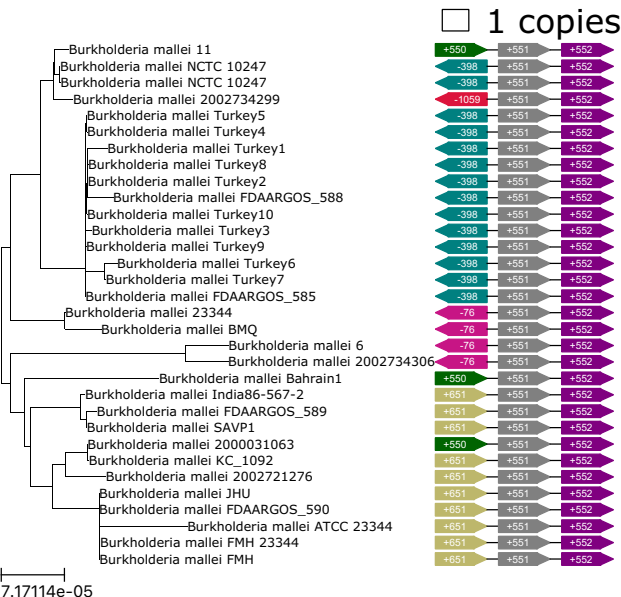 1 copies
Burkholderia mallei 11 +550 +551 +552
Burkholderia mallei NCTC 10247 -398 +551 +552
Burkholderia mallei NCTC 10247 -398 +551 +552
Burkholderia mallei 2002734299 -1059 +551 +552
Burkholderia mallei Turkey5 -398 +551 +552
Burkholderia mallei Turkey4 -398 +551 +552
Burkholderia mallei Turkey1 -398 +551 +552
Burkholderia mallei Turkey8 -398 +551 +552
Burkholderia mallei Turkey2 -398 +551 +552
Burkholderia mallei FDAARGOS_588 -398 +551 +552
Burkholderia mallei Turkey10 -398 +551 +552
Burkholderia mallei Turkey3 -398 +551 +552
Burkholderia mallei Turkey9 -398 +551 +552
Burkholderia mallei Turkey6 -398 +551 +552
Burkholderia mallei Turkey7 -398 +551 +552
Burkholderia mallei FDAARGOS_585 -398 +551 +552
Burkholderia mallei 23344 -76 +551 +552
Burkholderia mallei BMQ -76 +551 +552
Burkholderia mallei 6 -76 +551 +552
Burkholderia mallei 2002734306 -76 +551 +552
Burkholderia mallei Bahrain1 +550 +551 +552
Burkholderia mallei India86-567-2 +651 +551 +552
Burkholderia mallei FDAARGOS_589 +651 +551 +552
Burkholderia mallei SAVP1 +651 +551 +552
Burkholderia mallei 2000031063 +550 +551 +552
Burkholderia mallei KC_1092 +651 +551 +552
Burkholderia mallei 2002721276 +651 +551 +552
Burkholderia mallei JHU +651 +551 +552
Burkholderia mallei FDAARGOS_590 +651 +551 +552
Burkholderia mallei ATCC 23344 +651 +551 +552
Burkholderia mallei FMH 23344 +651 +551 +552
Burkholderia mallei FMH +651 +551 +552
7.17114e-05